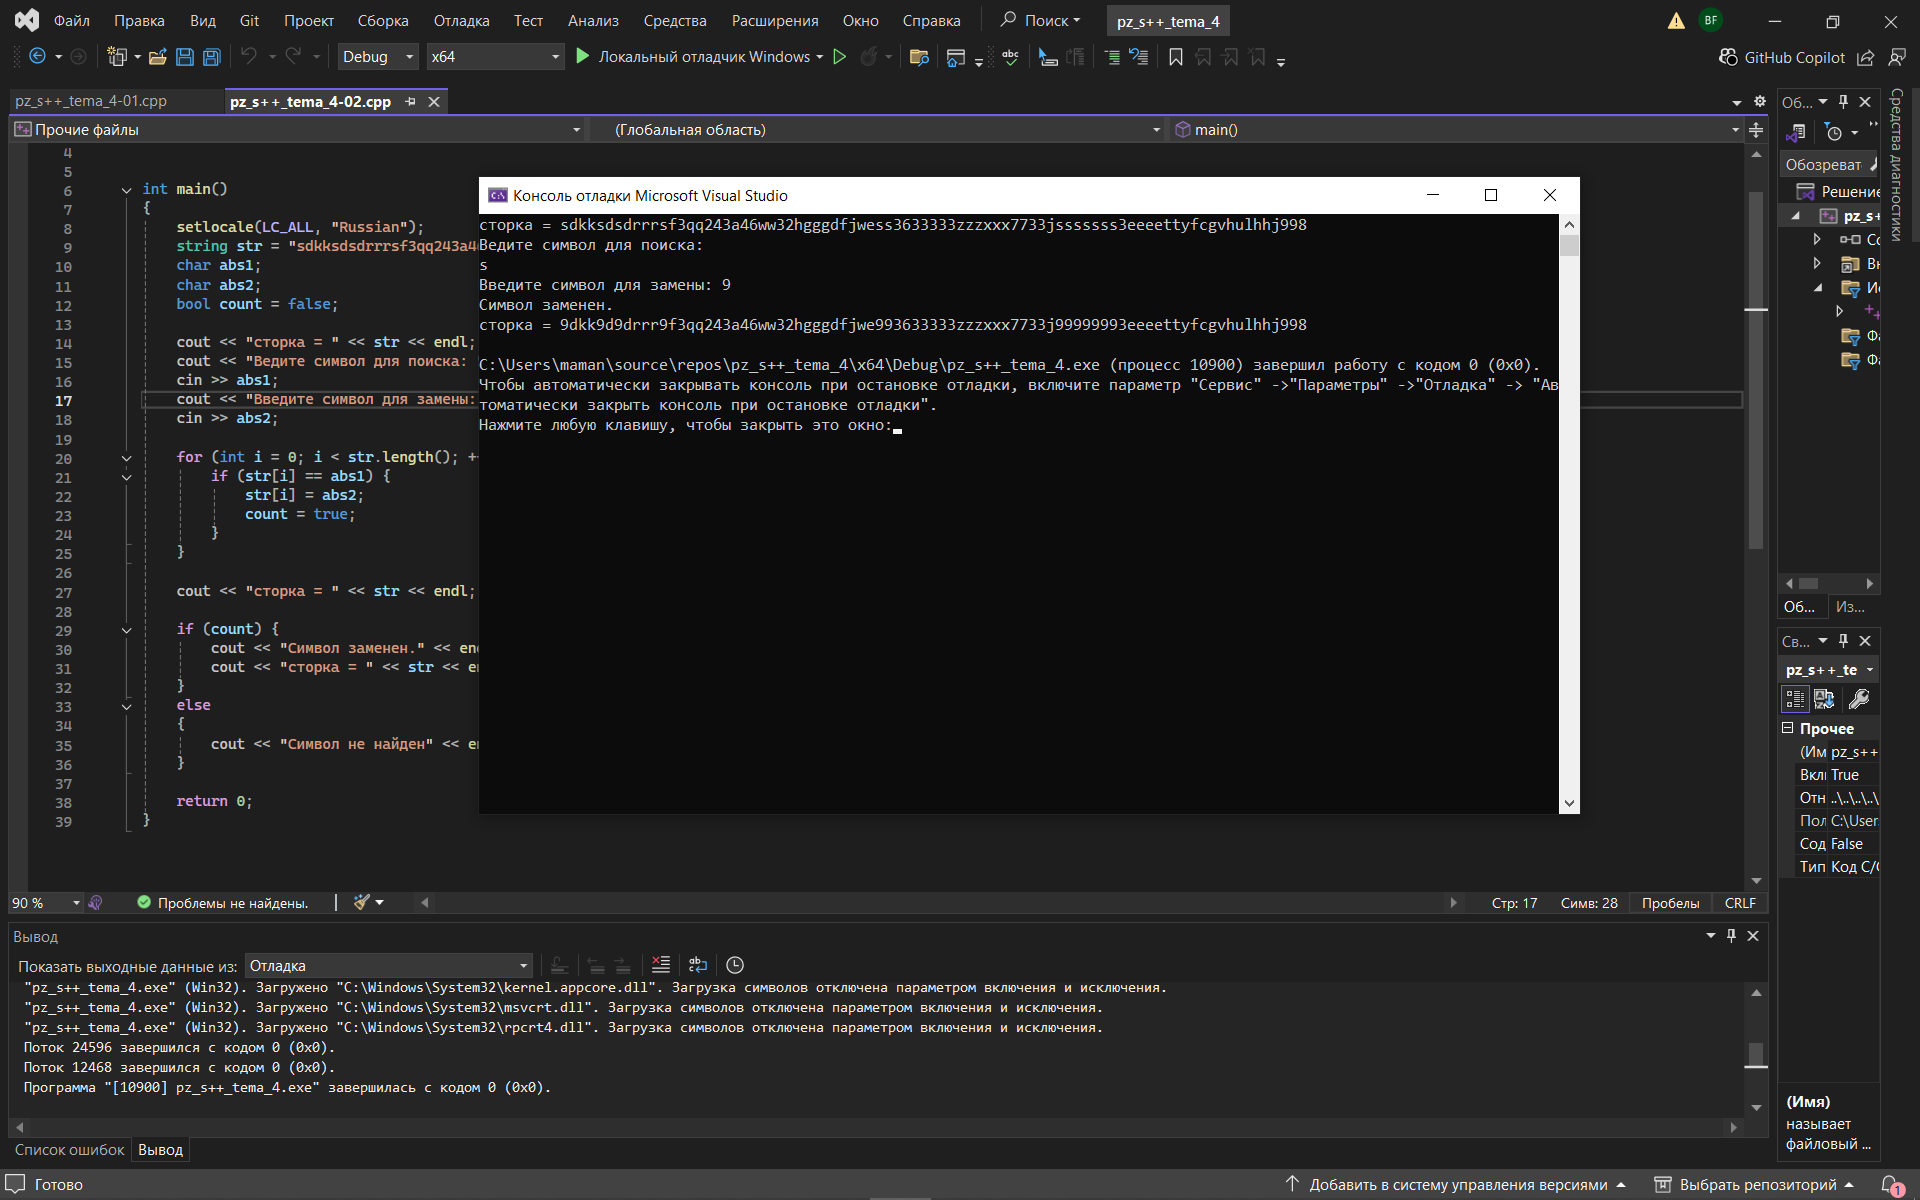 Файл Правка Вид Git Проект Сборка Отладка Тест Анализ Средства Расширения Окно Справка Поиск pz_s++_tema_4 BF
Debug x64 Локальный отладчик Windows GitHub Copilot
pz_s++_tema_4-01.cpp pz_s++_tema_4-02.cpp
Прочие файлы (Глобальная область) main()
4
5
6 int main()
7 {
8 setlocale(LC_ALL, "Russian");
9 string str = "sdkksdsdrrrsf3qq243a4
10 char abs1;
11 char abs2;
12 bool count = false;
13
14 cout << "сторка = " << str << endl;
15 cout << "Ведите символ для поиска:
16 cin >> abs1;
17 cout << "Введите символ для замены:
18 cin >> abs2;
19
20 for (int i = 0; i < str.length(); +
21 if (str[i] == abs1) {
22 str[i] = abs2;
23 count = true;
24 }
25 }
26
27 cout << "сторка = " << str << endl;
28
29 if (count) {
30 cout << "Символ заменен." << en
31 cout << "сторка = " << str << e
32 }
33 else
34 {
35 cout << "Символ не найден" << e
36 }
37
38 return 0;
39 }
Консоль отладки Microsoft Visual Studio
сторка = sdkksdsdrrrsf3qq243a46ww32hgggdfjwess3633333zzzxxx7733jsssssss3eeeettyfcgvhulhhj998
Ведите символ для поиска:
s
Введите символ для замены: 9
Символ заменен.
сторка = 9dkk9d9drrr9f3qq243a46ww32hgggdfjwe993633333zzzxxx7733j99999993eeeettyfcgvhulhhj998
C:\Users\maman\source\repos\pz_s++_tema_4\x64\Debug\pz_s++_tema_4.exe (процесс 10900) завершил работу с кодом 0 (0x0).
Чтобы автоматически закрывать консоль при остановке отладки, включите параметр "Сервис" ->"Параметры" ->"Отладка" -> "Ав
томатически закрыть консоль при остановке отладки".
Нажмите любую клавишу, чтобы закрыть это окно:
90 % Проблемы не найдены. Стр: 17 Симв: 28 Пробелы CRLF
Вывод
Показать выходные данные из: Отладка
"pz_s++_tema_4.exe" (Win32). Загружено "C:\Windows\System32\kernel.appcore.dll". Загрузка символов отключена параметром включения и исключения.
"pz_s++_tema_4.exe" (Win32). Загружено "C:\Windows\System32\msvcrt.dll". Загрузка символов отключена параметром включения и исключения.
"pz_s++_tema_4.exe" (Win32). Загружено "C:\Windows\System32\rpcrt4.dll". Загрузка символов отключена параметром включения и исключения.
Поток 24596 завершился с кодом 0 (0x0).
Поток 12468 завершился с кодом 0 (0x0).
Программа "[10900] pz_s++_tema_4.exe" завершилась с кодом 0 (0x0).
Список ошибок Вывод
Об...
Обозреват
Решение
pz_s+
Со
Вн
Ис
Фа
Фа
Об... Из...
Св...
pz_s++_te
Прочее
(Им pz_s++
Вкл True
Отн ..\..\..\..\
Пол C:\User
Сод False
Тип Код C/
(Имя)
называет
файловый ...
Средства диагностики
Готово Добавить в систему управления версиями Выбрать репозиторий 1